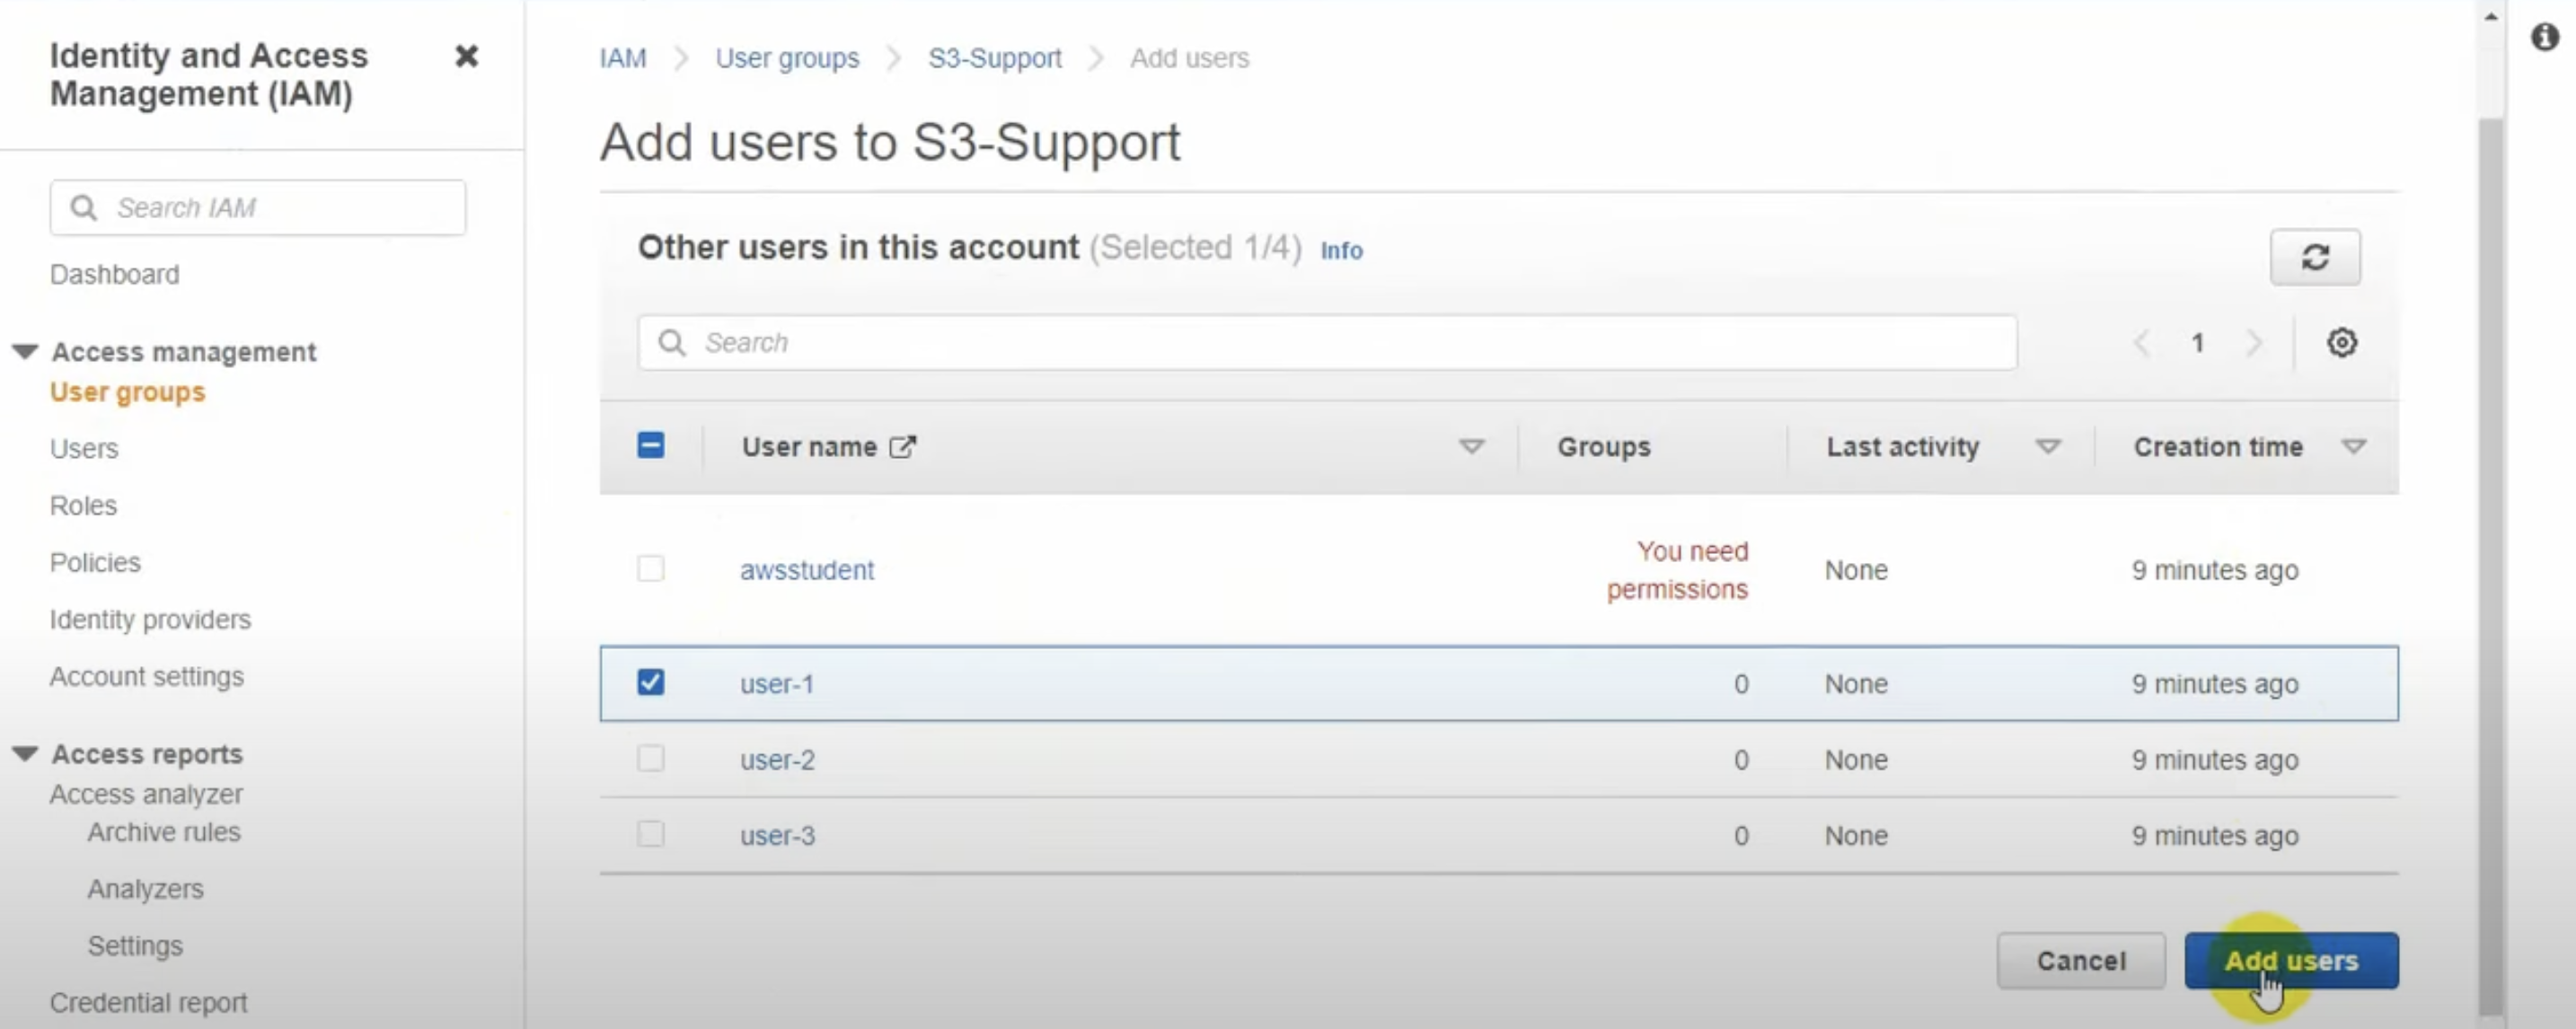 Identity and Access
Management (IAM)
Search IAM
Dashboard
Access management
User groups
Users
Roles
Policies
Identity providers
Account settings
Access reports
Access analyzer
Archive rules
Analyzers
Settings
Credential report
IAM User groups S3-Support Add users
Add users to S3-Support
Other users in this account (Selected 1/4) Info
Search
1
User name Groups Last activity Creation time
awsstudent You need permissions None 9 minutes ago
user-1 0 None 9 minutes ago
user-2 0 None 9 minutes ago
user-3 0 None 9 minutes ago
Cancel Add users